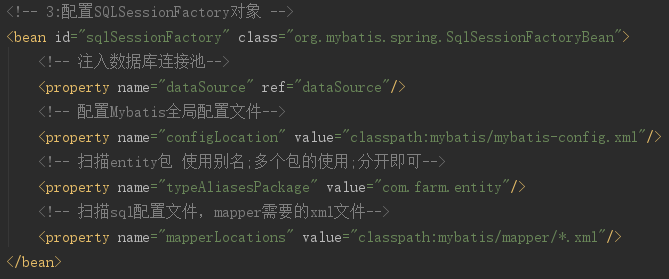 <!-- 3:配置SQLSessionFactory对象 -->
<bean id="sqlSessionFactory" class="org.mybatis.spring.SqlSessionFactoryBean">
<!-- 注入数据库连接池-->
<property name="dataSource" ref="dataSource"/>
<!-- 配置Mybatis全局配置文件-->
<property name="configLocation" value="classpath:mybatis/mybatis-config.xml"/>
<!-- 扫描entity包 使用别名;多个包的使用;分开即可-->
<property name="typeAliasesPackage" value="com.farm.entity"/>
<!-- 扫描sql配置文件, mapper需要的xml文件-->
<property name="mapperLocations" value="classpath:mybatis/mapper/*.xml"/>
</bean>